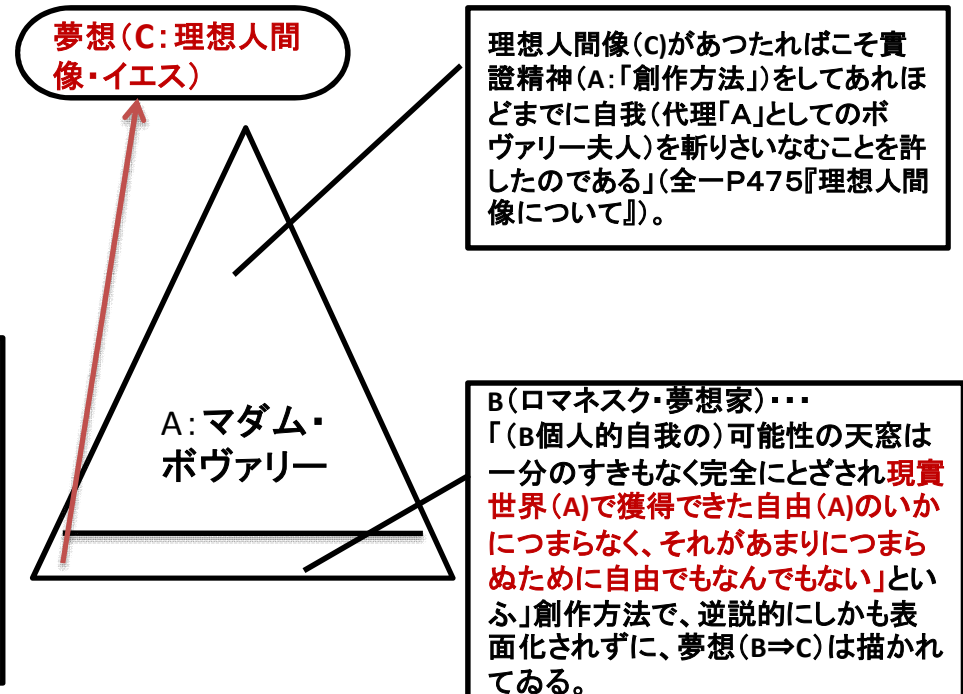 夢想（C：理想人間
像・イエス）
理想人間像（C)があつたればこそ實
證精神（A：「創作方法」）をしてあれほ
どまでに自我（代理「A」としてのボ
ヴァリー夫人）を斬りさいなむことを許
したのである」（全一Ｐ４７５『理想人間
像について』）。
A：マダム・
ボヴァリー
B（ロマネスク・夢想家）・・・
「（B個人的自我の）可能性の天窓は
一分のすきもなく完全にとざされ現實
世界（A)で獲得できた自由（A)のいか
につまらなく、それがあまりにつまら
ぬために自由でもなんでもない」とい
ふ」創作方法で、逆説的にしかも表
面化されずに、夢想（B⇒C）は描かれ
てゐる。